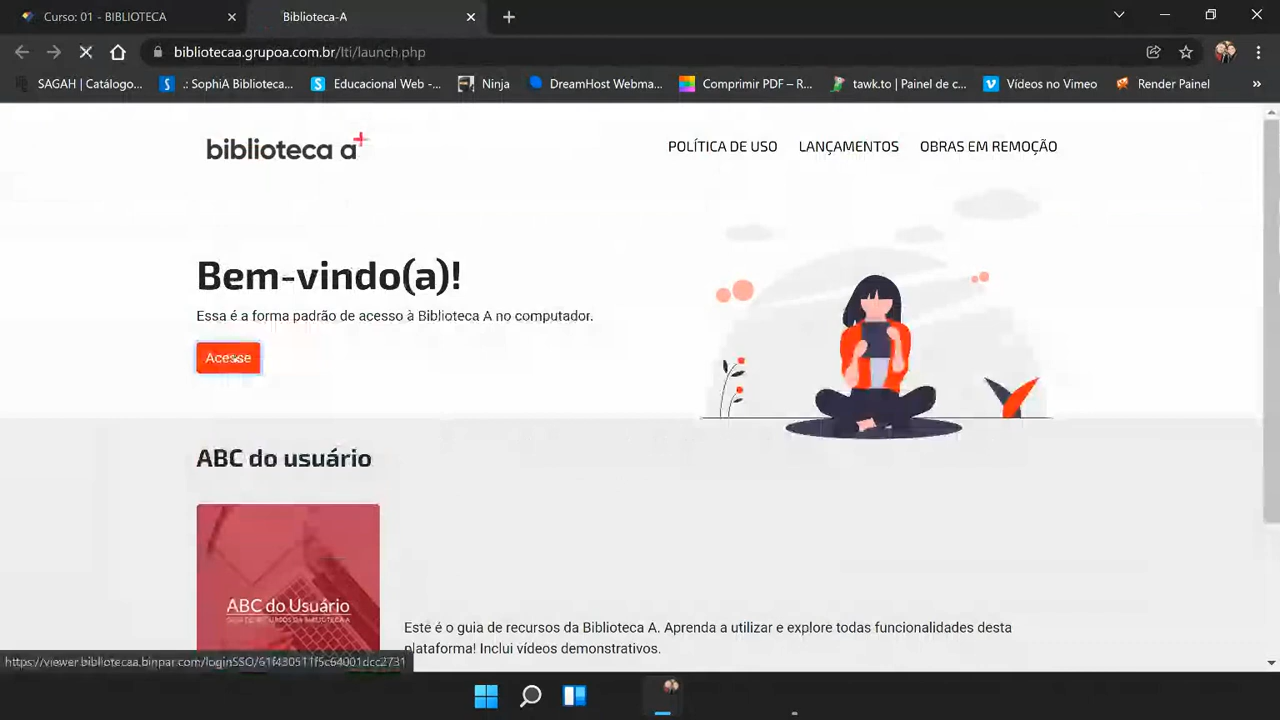 Curso: 01 - BIBLIOTECA
Biblioteca-A
bibliotecaa.grupoa.com.br/lti/launch.php
SAGAH | Catálogo...
.: SophiA Biblioteca...
Educacional Web -...
Ninja
DreamHost Webma...
Comprimir PDF – R...
tawk.to | Painel de c...
Vídeos no Vimeo
Render Panel
»
biblioteca a+
POLÍTICA DE USO
LANÇAMENTOS
OBRAS EM REMOÇÃO
Bem-vindo(a)!
Essa é a forma padrão de acesso à Biblioteca A no computador.
Acesse
ABC do usuário
ABC do Usuário
Este é o guia de recursos da Biblioteca A. Aprenda a utilizar e explore todas funcionalidades desta
plataforma! Inclui vídeos demonstrativos.
https://viewer.bibliotecaa.binpar.com/loginSSO/61f430511f5c64001dcc2731